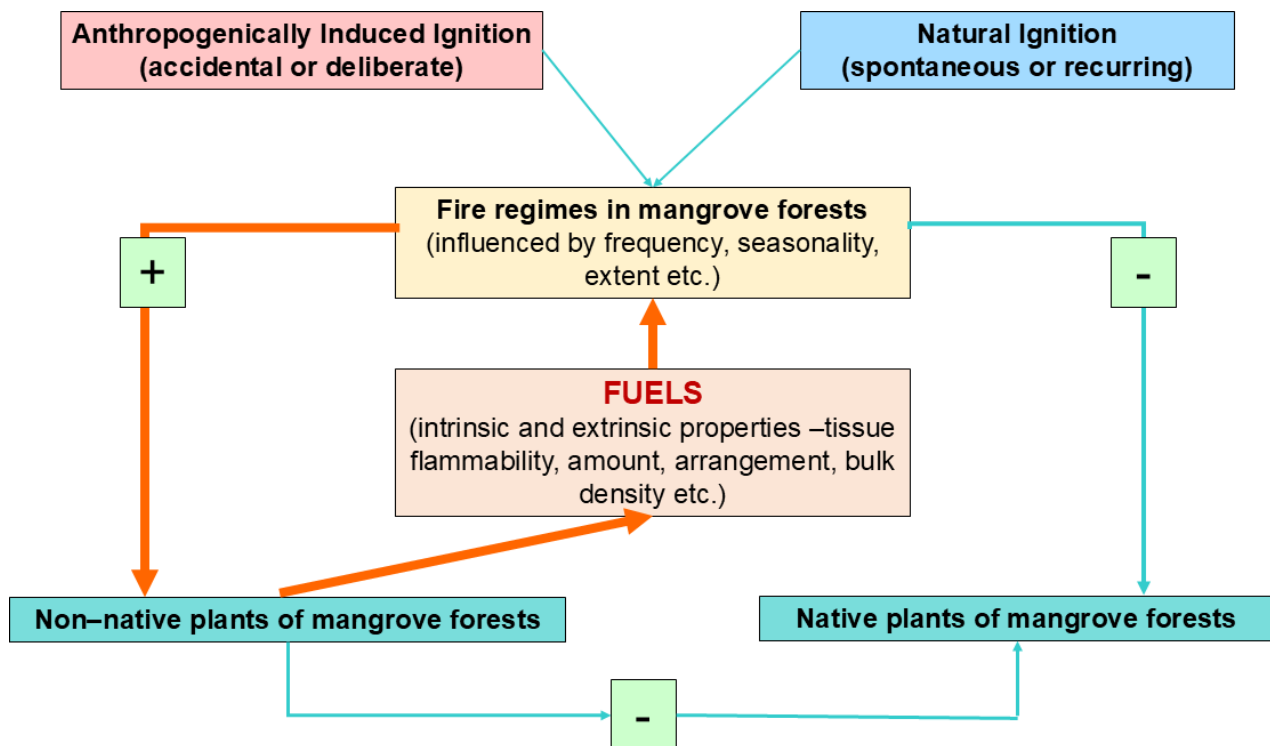 Anthropogenically Induced Ignition
(accidental or deliberate)
Natural Ignition
(spontaneous or recurring)
Fire regimes in mangrove forests
(influenced by frequency, seasonality,
extent etc.)
+
-
FUELS
(intrinsic and extrinsic properties –tissue
flammability, amount, arrangement, bulk
density etc.)
Non–native plants of mangrove forests
Native plants of mangrove forests
-